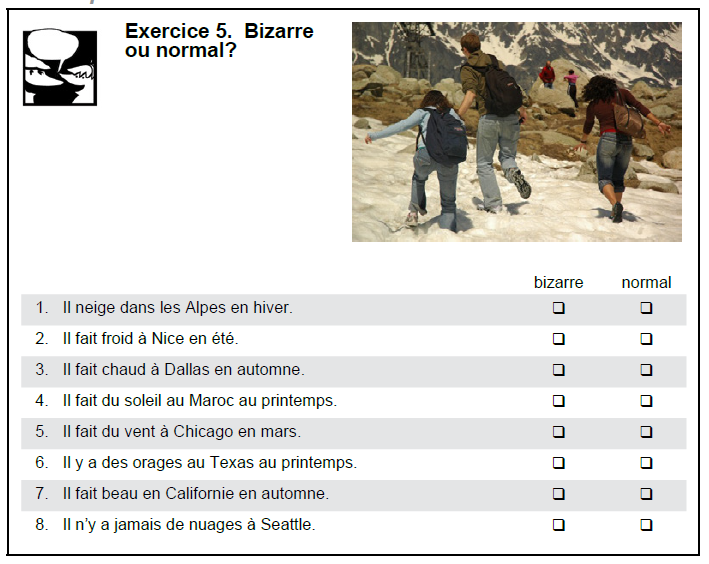 Exercice 5.  Bizarre
ou normal?
bizarre normal
1. Il neige dans les Alpes en hiver. ❑ ❑
2. Il fait froid à Nice en été. ❑ ❑
3. Il fait chaud à Dallas en automne. ❑ ❑
4. Il fait du soleil au Maroc au printemps. ❑ ❑
5. Il fait du vent à Chicago en mars. ❑ ❑
6. Il y a des orages au Texas au printemps. ❑ ❑
7. Il fait beau en Californie en automne. ❑ ❑
8. Il n’y a jamais de nuages à Seattle. ❑ ❑